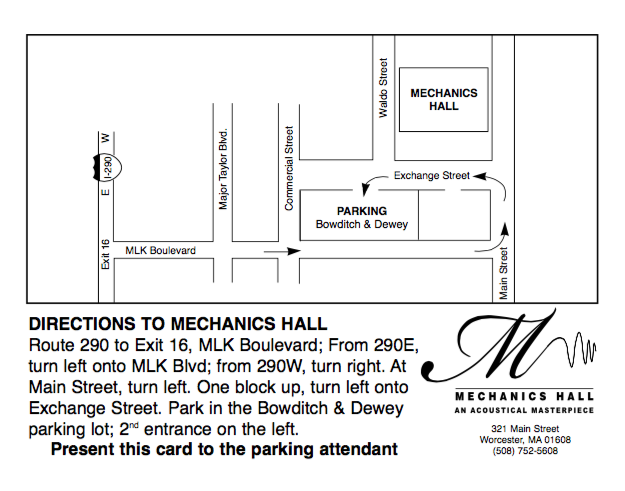 Waldo Street
MECHANICS
HALL
W
I-290
E
Exit 16
Major Taylor Blvd.
Commercial Street
Exchange Street
PARKING
Bowditch & Dewey
MLK Boulevard
Main Street
DIRECTIONS TO MECHANICS HALL
Route 290 to Exit 16, MLK Boulevard; From 290E,
turn left onto MLK Blvd; from 290W, turn right. At
Main Street, turn left. One block up, turn left onto
Exchange Street. Park in the Bowditch & Dewey
parking lot; 2nd entrance on the left.
Present this card to the parking attendant
M
MECHANICS HALL
AN ACOUSTICAL MASTERPIECE
321 Main Street
Worcester, MA 01608
(508) 752-5608